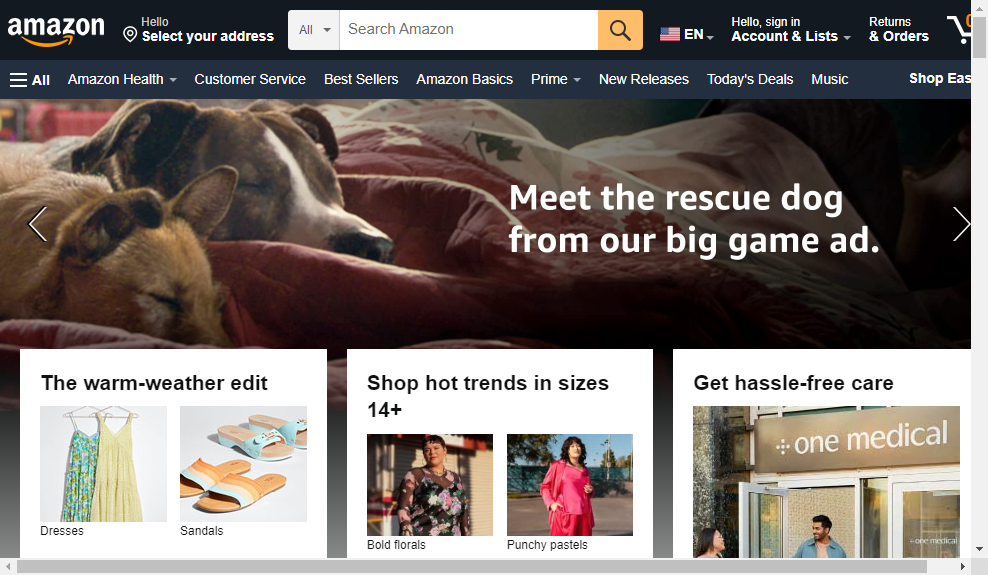 amazon
Hello
Select your address
All
Search Amazon
EN
Hello, sign in
Account & Lists
Returns
& Orders
All
Amazon Health
Customer Service
Best Sellers
Amazon Basics
Prime
New Releases
Today's Deals
Music
Shop Eas
Meet the rescue dog
from our big game ad.
The warm-weather edit
Dresses
Sandals
Shop hot trends in sizes
14+
Bold florals
Punchy pastels
Get hassle-free care
one medical
one medical